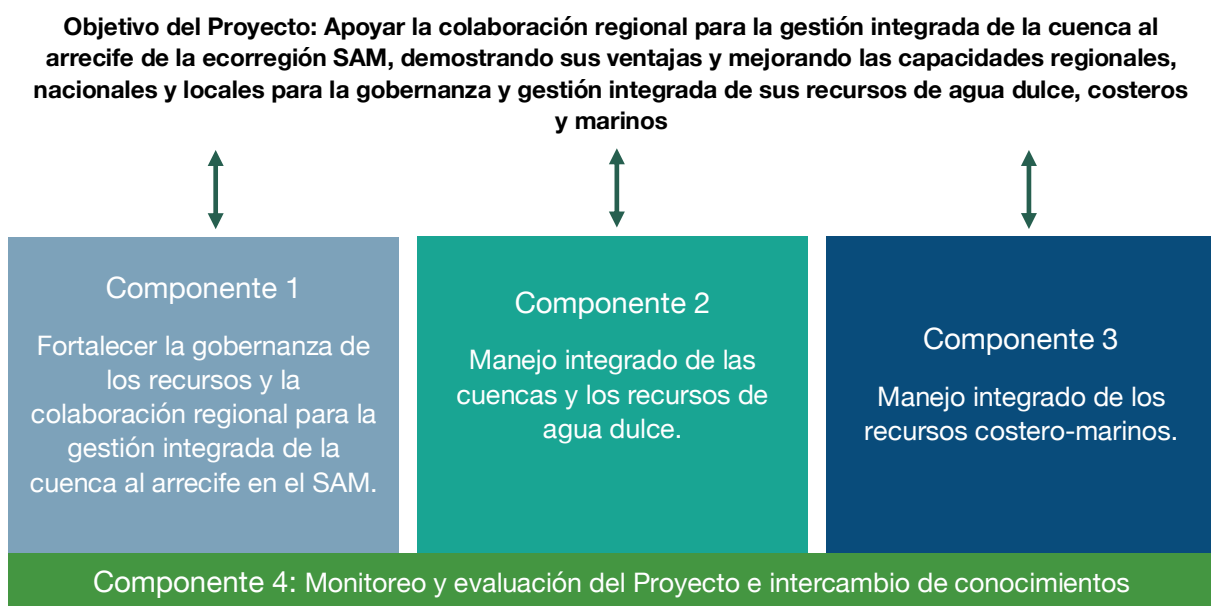 Objetivo del Proyecto: Apoyar la colaboración regional para la gestión integrada de la cuenca al
arrecife de la ecorregión SAM, demostrando sus ventajas y mejorando las capacidades regionales,
nacionales y locales para la gobernanza y gestión integrada de sus recursos de agua dulce, costeros
y marinos
Componente 1
Fortalecer la gobernanza de
los recursos y la
colaboración regional para la
gestión integrada de la
cuenca al arrecife en el SAM.
Componente 2
Manejo integrado de las
cuencas y los recursos de
agua dulce.
Componente 3
Manejo integrado de los
recursos costero-marinos.
Componente 4: Monitoreo y evaluación del Proyecto e intercambio de conocimientos